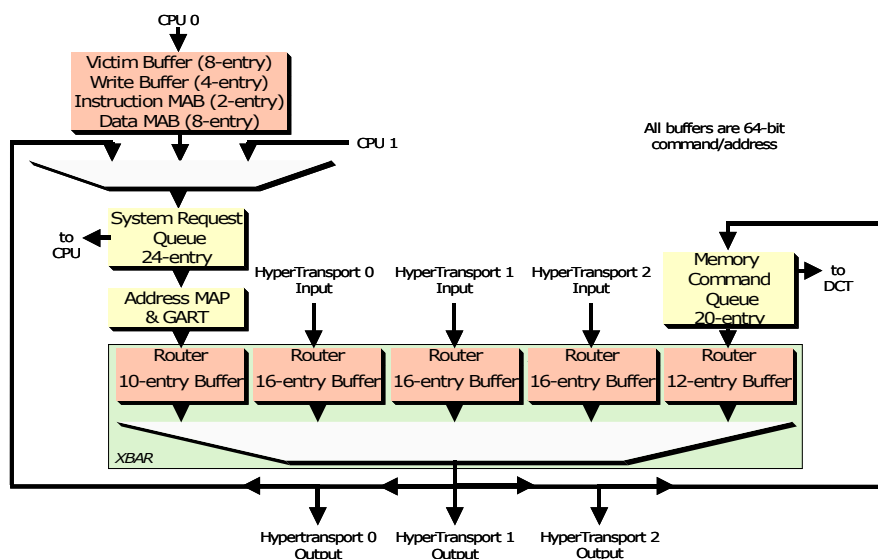 CPU 0
Victim Buffer (8-entry)
Write Buffer (4-entry)
Instruction MAB (2-entry)
Data MAB (8-entry)
CPU 1
All buffers are 64-bit
command/address
System Request
Queue
24-entry
to
CPU
Address MAP
& GART
HyperTransport 0
Input
HyperTransport 1
Input
HyperTransport 2
Input
Memory
Command
Queue
20-entry
to
DCT
Router
10-entry Buffer
Router
16-entry Buffer
Router
16-entry Buffer
Router
16-entry Buffer
Router
12-entry Buffer
XBAR
Hypertransport 0
Output
HyperTransport 1
Output
HyperTransport 2
Output